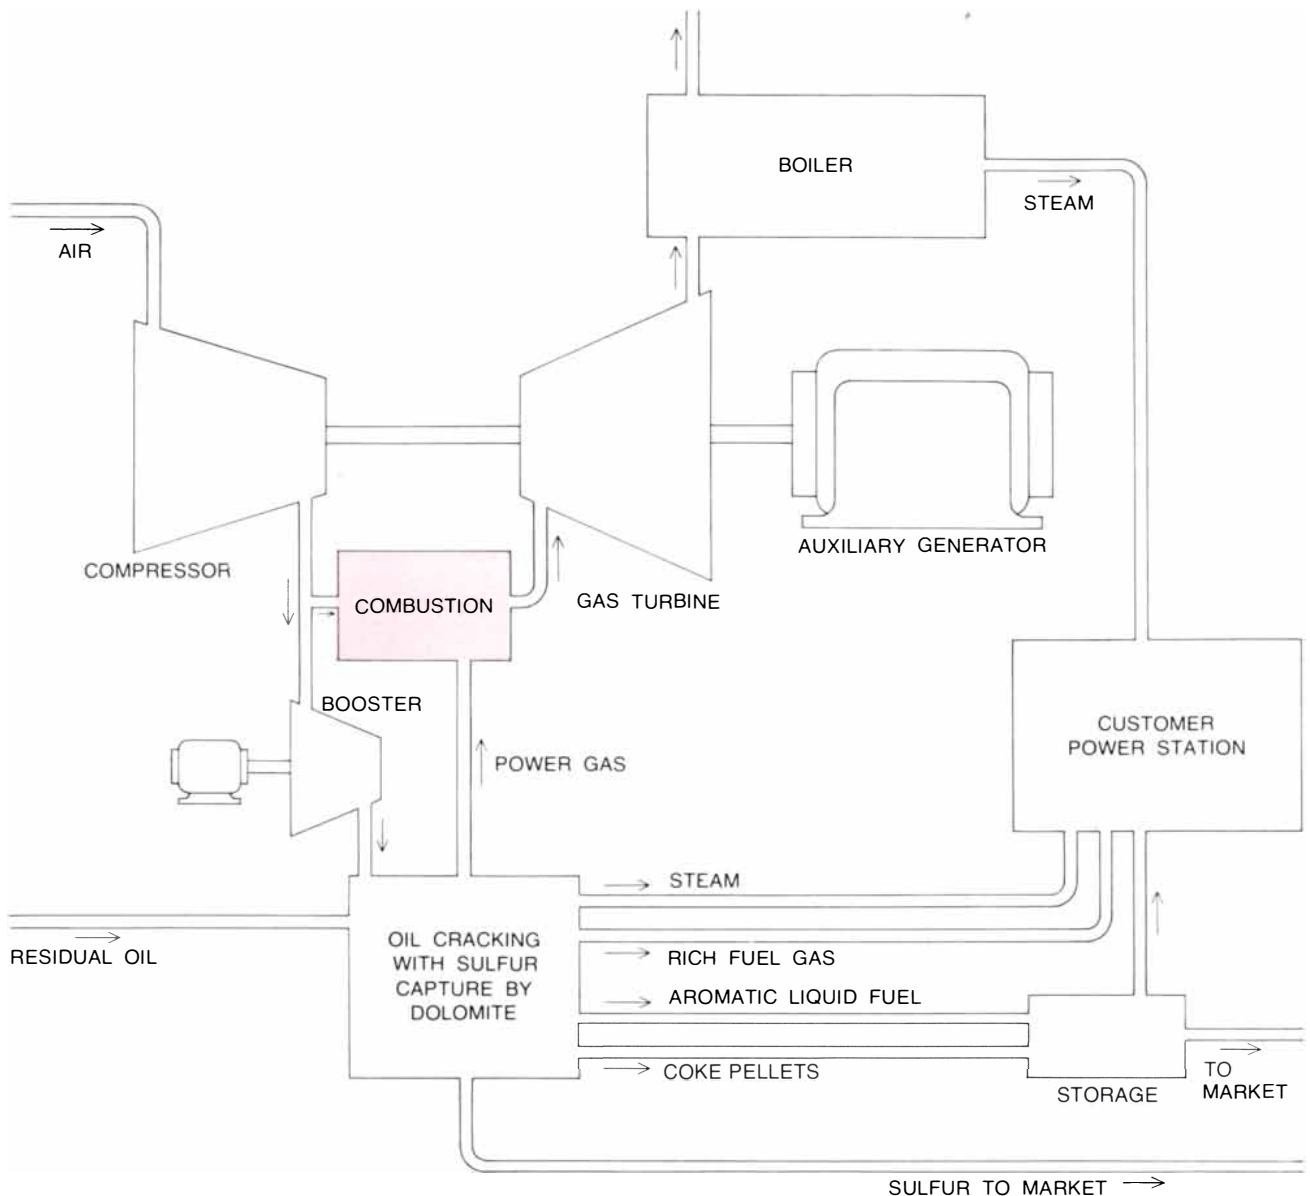 BOILER
STEAM
AIR
AUXILIARY GENERATOR
COMPRESSOR
COMBUSTION
GAS TURBINE
BOOSTER
CUSTOMER
POWER STATION
POWER GAS
STEAM
OIL CRACKING
WITH SULFUR
CAPTURE BY
DOLOMITE
RESIDUAL OIL
RICH FUEL GAS
AROMATIC LIQUID FUEL
COKE PELLETS
STORAGE
TO
MARKET
SULFUR TO MARKET